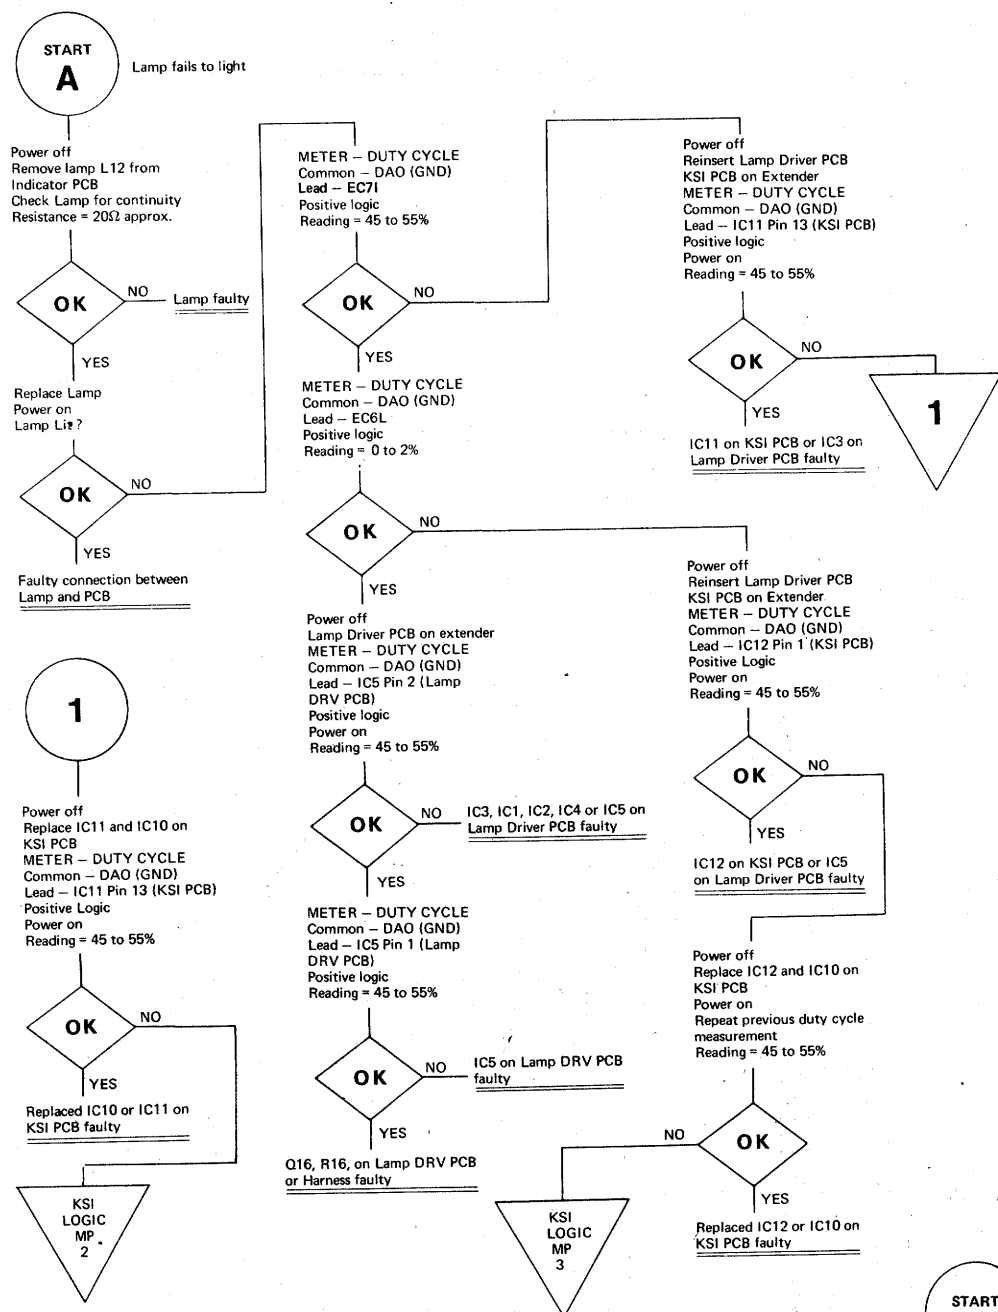 START
A
Lamp fails to light
Power off
Remove lamp L12 from
Indicator PCB
Check Lamp for continuity
Resistance = 20Ω approx.
OK
NO
Lamp faulty
YES
Replace Lamp
Power on
Lamp Lit?
OK
NO
YES
Faulty connection between
Lamp and PCB
1
Power off
Replace IC11 and IC10 on
KSI PCB
METER – DUTY CYCLE
Common – DAO (GND)
Lead – IC11 Pin 13 (KSI PCB)
Positive Logic
Power on
Reading = 45 to 55%
OK
NO
YES
Replaced IC10 or IC11 on
KSI PCB faulty
KSI
LOGIC
MP
2
METER – DUTY CYCLE
Common – DAO (GND)
Lead – EC7I
Positive logic
Reading = 45 to 55%
OK
NO
YES
METER – DUTY CYCLE
Common – DAO (GND)
Lead – EC6L
Positive logic
Reading = 0 to 2%
OK
NO
YES
Power off
Lamp Driver PCB on extender
METER – DUTY CYCLE
Common – DAO (GND)
Lead – IC5 Pin 2 (Lamp
DRV PCB)
Positive logic
Power on
Reading = 45 to 55%
OK
NO
IC3, IC1, IC2, IC4 or IC5 on
Lamp Driver PCB faulty
YES
METER – DUTY CYCLE
Common – DAO (GND)
Lead – IC5 Pin 1 (Lamp
DRV PCB)
Positive logic
Reading = 45 to 55%
OK
NO
IC5 on Lamp DRV PCB
faulty
YES
Q16, R16, on Lamp DRV PCB
or Harness faulty
Power off
Reinsert Lamp Driver PCB
KSI PCB on Extender
METER – DUTY CYCLE
Common – DAO (GND)
Lead – IC11 Pin 13 (KSI PCB)
Positive logic
Power on
Reading = 45 to 55%
OK
NO
1
YES
IC11 on KSI PCB or IC3 on
Lamp Driver PCB faulty
Power off
Reinsert Lamp Driver PCB
KSI PCB on Extender
METER – DUTY CYCLE
Common – DAO (GND)
Lead – IC12 Pin 1 (KSI PCB)
Positive Logic
Power on
Reading = 45 to 55%
OK
NO
YES
IC12 on KSI PCB or IC5
on Lamp Driver PCB faulty
Power off
Replace IC12 and IC10 on
KSI PCB
Power on
Repeat previous duty cycle
measurement
Reading = 45 to 55%
NO
OK
YES
Replaced IC12 or IC10 on
KSI PCB faulty
KSI
LOGIC
MP
3
START